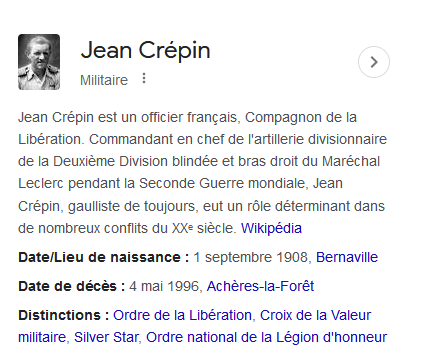 Jean Crépin
Militaire
Jean Crépin est un officier français, Compagnon de la
Libération. Commandant en chef de l'artillerie divisionnaire
de la Deuxième Division blindée et bras droit du Maréchal
Leclerc pendant la Seconde Guerre mondiale, Jean
Crépin, gaulliste de toujours, eut un rôle déterminant dans
de nombreux conflits du XXᵉ siècle. Wikipédia
Date/Lieu de naissance : 1 septembre 1908, Bernaville
Date de décès : 4 mai 1996, Achères-la-Forêt
Distinctions : Ordre de la Libération, Croix de la Valeur
militaire, Silver Star, Ordre national de la Légion d'honneur